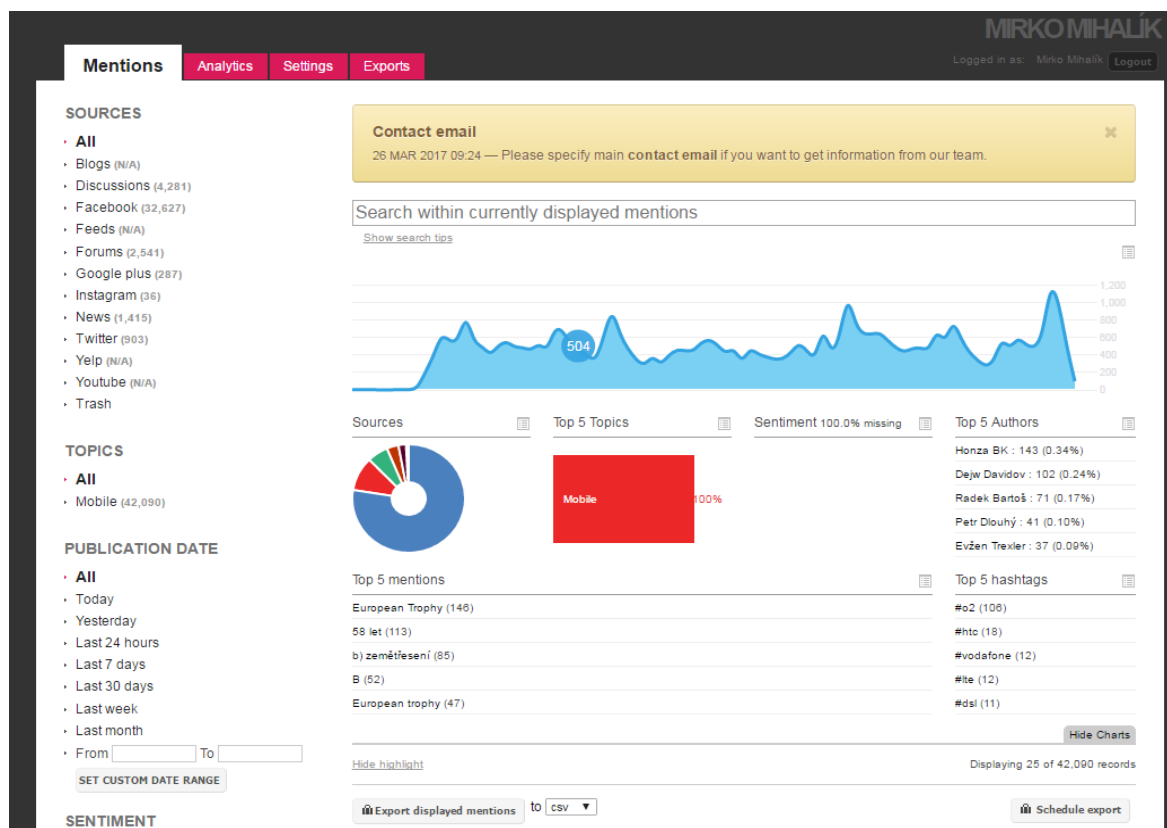 MIRKO MIHALÍK
Mentions
Analytics
Settings
Exports
Logged in as: Mirko Mihalík
Logout
SOURCES
All
Blogs (N/A)
Discussions (4,281)
Facebook (32,627)
Feeds (N/A)
Forums (2,541)
Google plus (287)
Instagram (36)
News (1,415)
Twitter (903)
Yelp (N/A)
Youtube (N/A)
Trash
TOPICS
All
Mobile (42,090)
PUBLICATION DATE
All
Today
Yesterday
Last 24 hours
Last 7 days
Last 30 days
Last week
Last month
From To
SET CUSTOM DATE RANGE
SENTIMENT
Contact email
26 MAR 2017 09:24 — Please specify main contact email if you want to get information from our team.
Search within currently displayed mentions
Show search tips
1,200
1,000
800
600
400
200
0
504
Sources
Top 5 Topics
Mobile
100%
Sentiment 100.0% missing
Top 5 Authors
Honza BK : 143 (0.34%)
Dejw Davidov : 102 (0.24%)
Radek Bartoš : 71 (0.17%)
Petr Dlouhý : 41 (0.10%)
Evžen Trexler : 37 (0.09%)
Top 5 mentions
European Trophy (146)
58 let (113)
b) zemětřesení (85)
B (52)
European trophy (47)
Top 5 hashtags
#o2 (106)
#htc (18)
#vodafone (12)
#lte (12)
#dsl (11)
Hide Charts
Hide highlight
Displaying 25 of 42,090 records
Export displayed mentions
to
csv
Schedule export